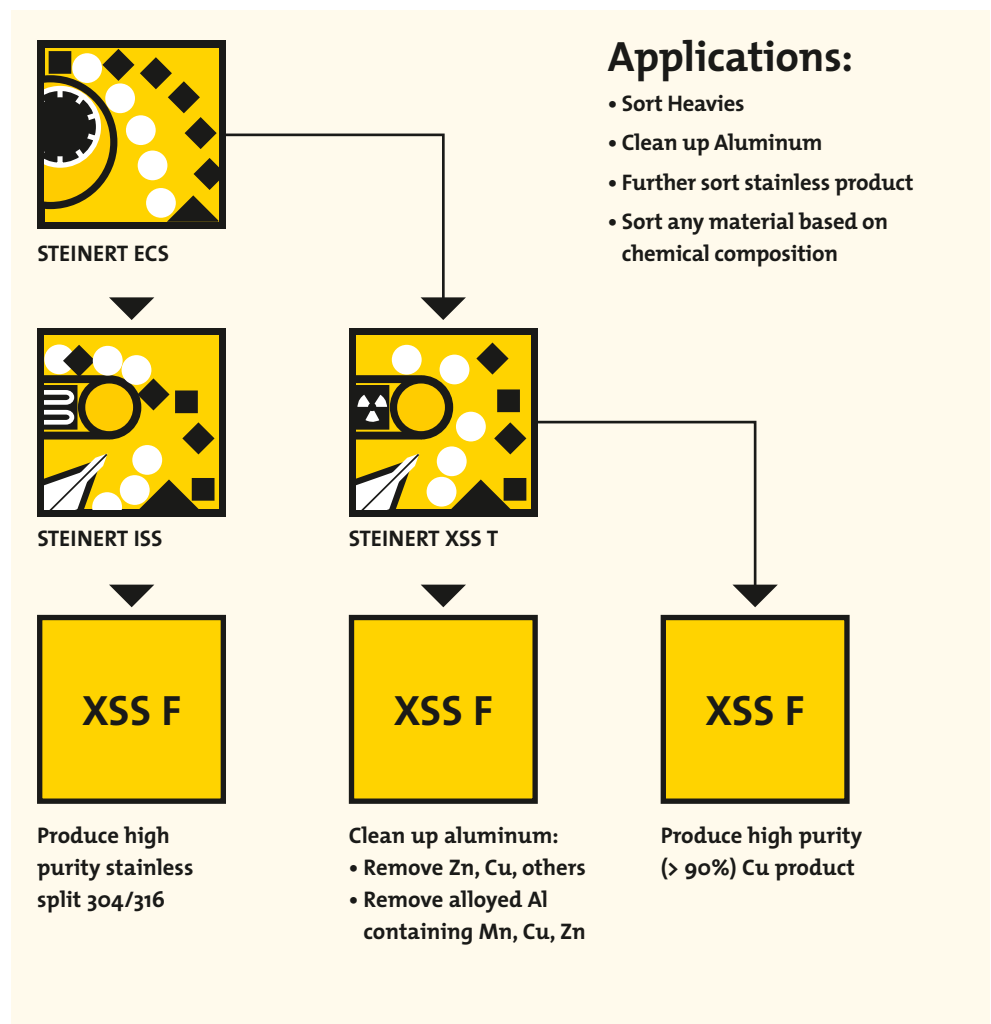 Applications:
• Sort Heavies
• Clean up Aluminum
• Further sort stainless product
• Sort any material based on
chemical composition
STEINERT ECS
STEINERT ISS
STEINERT XSS T
XSS F
XSS F
XSS F
Produce high
purity stainless
split 304/316
Clean up aluminum:
• Remove Zn, Cu, others
• Remove alloyed Al
containing Mn, Cu, Zn
Produce high purity
(> 90%) Cu product